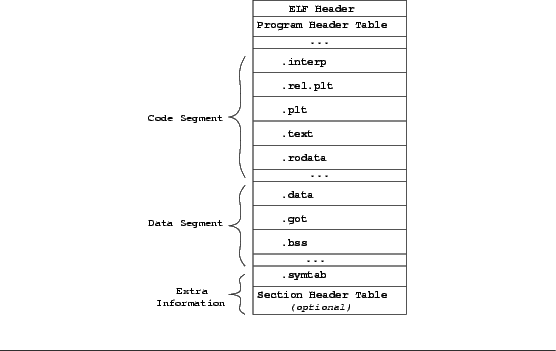 ELF Header
Program Header Table
...
.interp
.rel.plt
.plt
Code Segment
.text
.rodata
...
.data
Data Segment
.got
.bss
...
.symtab
Extra
Information
Section Header Table
(optional)